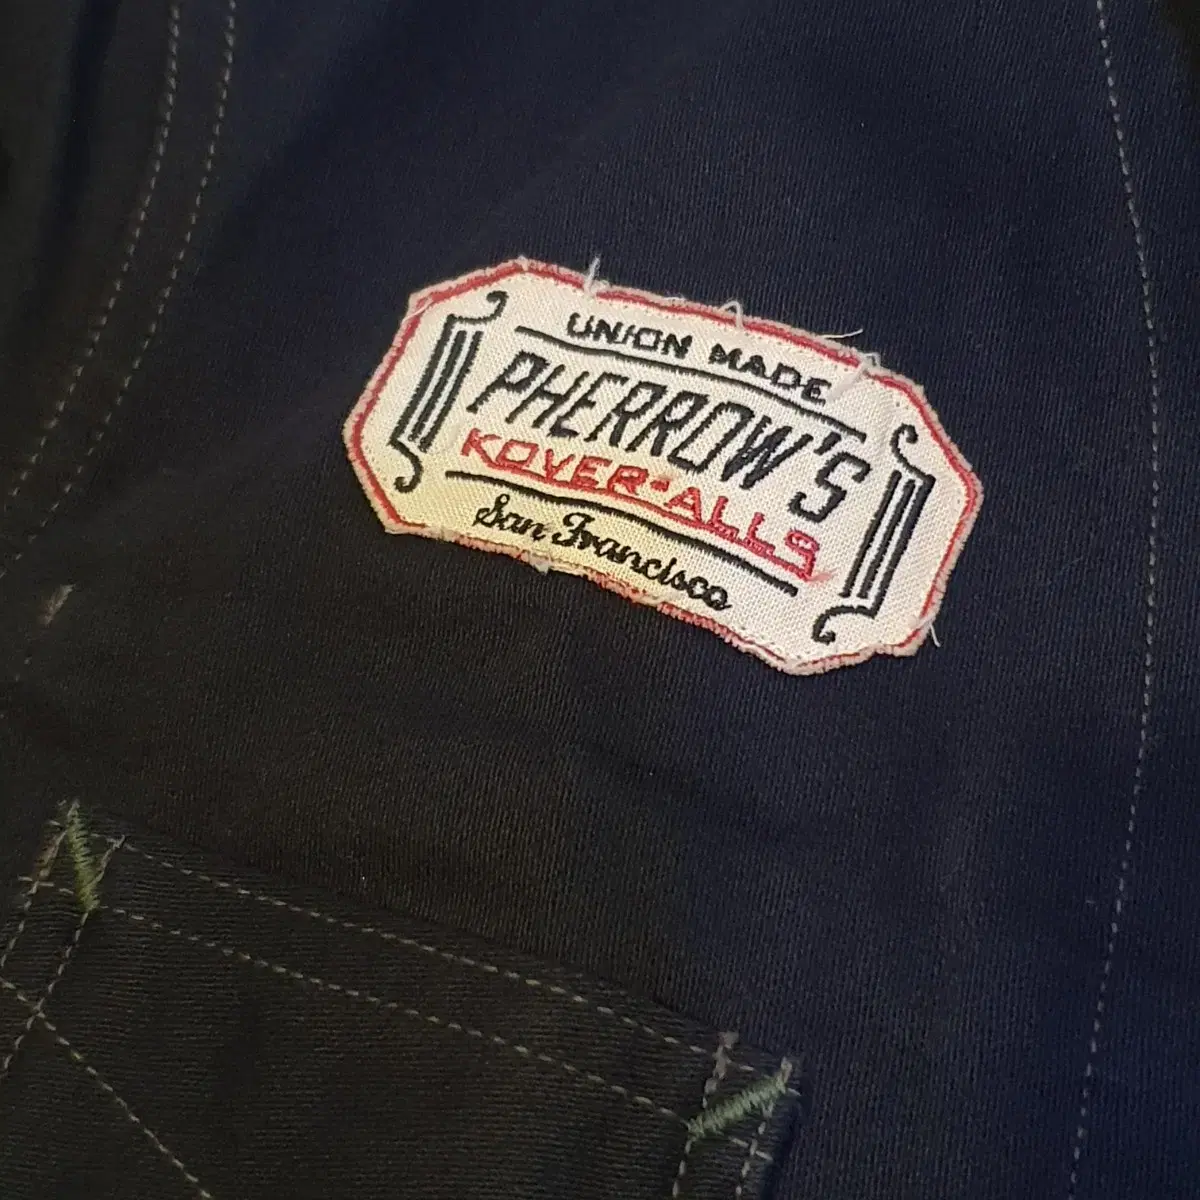 UNION MADE
PHERROW'S
KOVER-ALLS
San Francisco